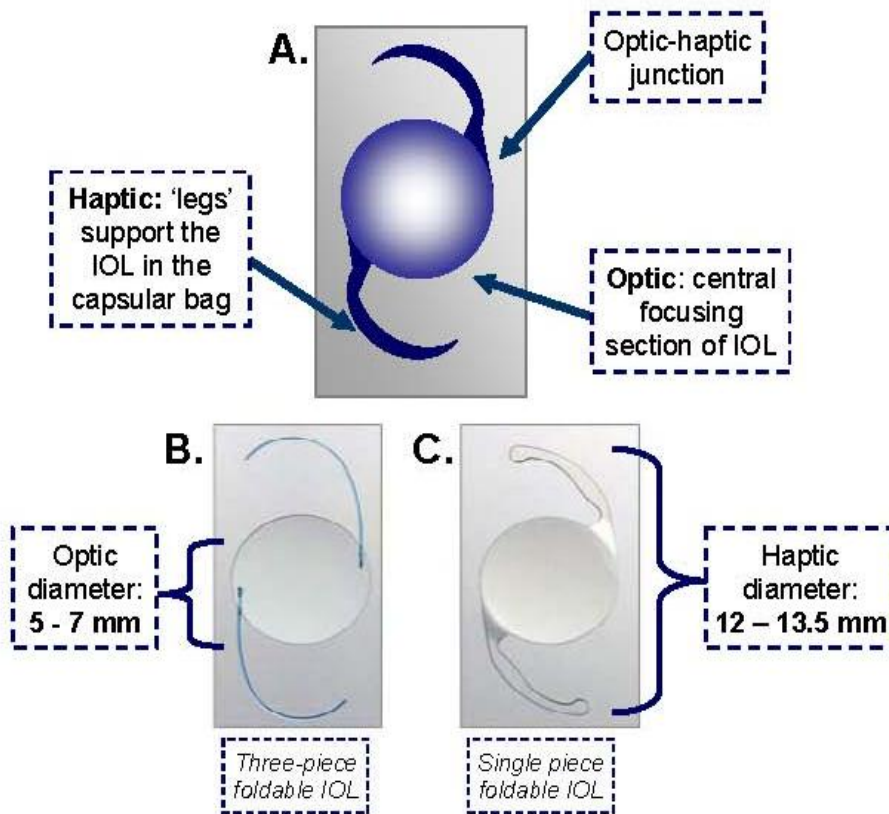 A.
Optic-haptic
junction
Haptic: 'legs'
support the
IOL in the
capsular bag
Optic: central
focusing
section of IOL
B.
C.
Optic
diameter:
5 - 7 mm
Haptic
diameter:
12 – 13.5 mm
Three-piece
foldable IOL
Single piece
foldable IOL